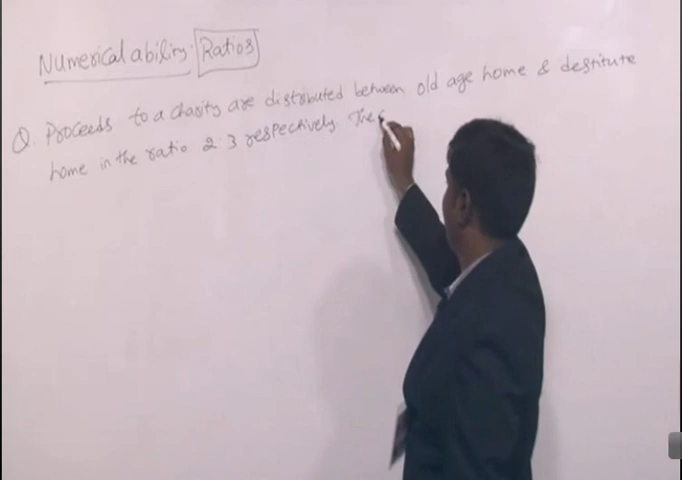 Numerical ability: Ratios
Q. Proceeds to a charity are distributed between old age home & destitute
home in the ratio 2:3 respectively. The